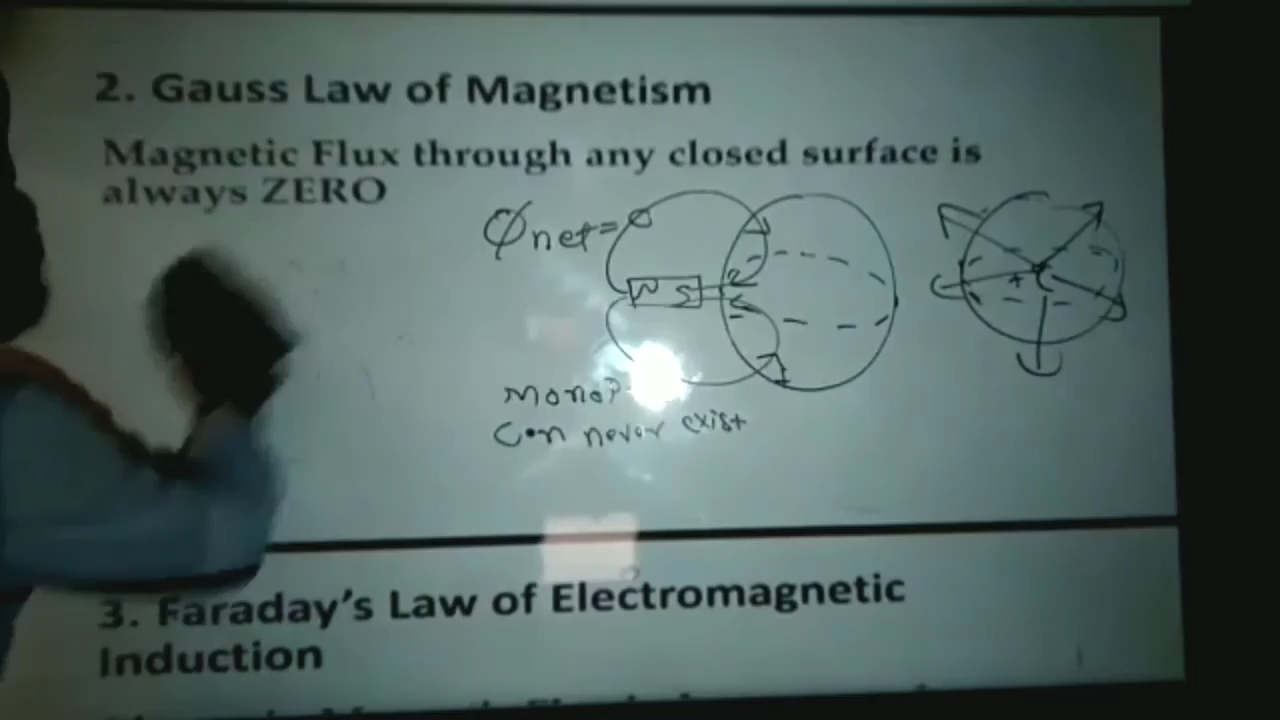 2. Gauss Law of Magnetism
Magnetic Flux through any closed surface is
always ZERO
Φnet=0
N S
+
Mono
Can never exist
3. Faraday's Law of Electromagnetic
Induction